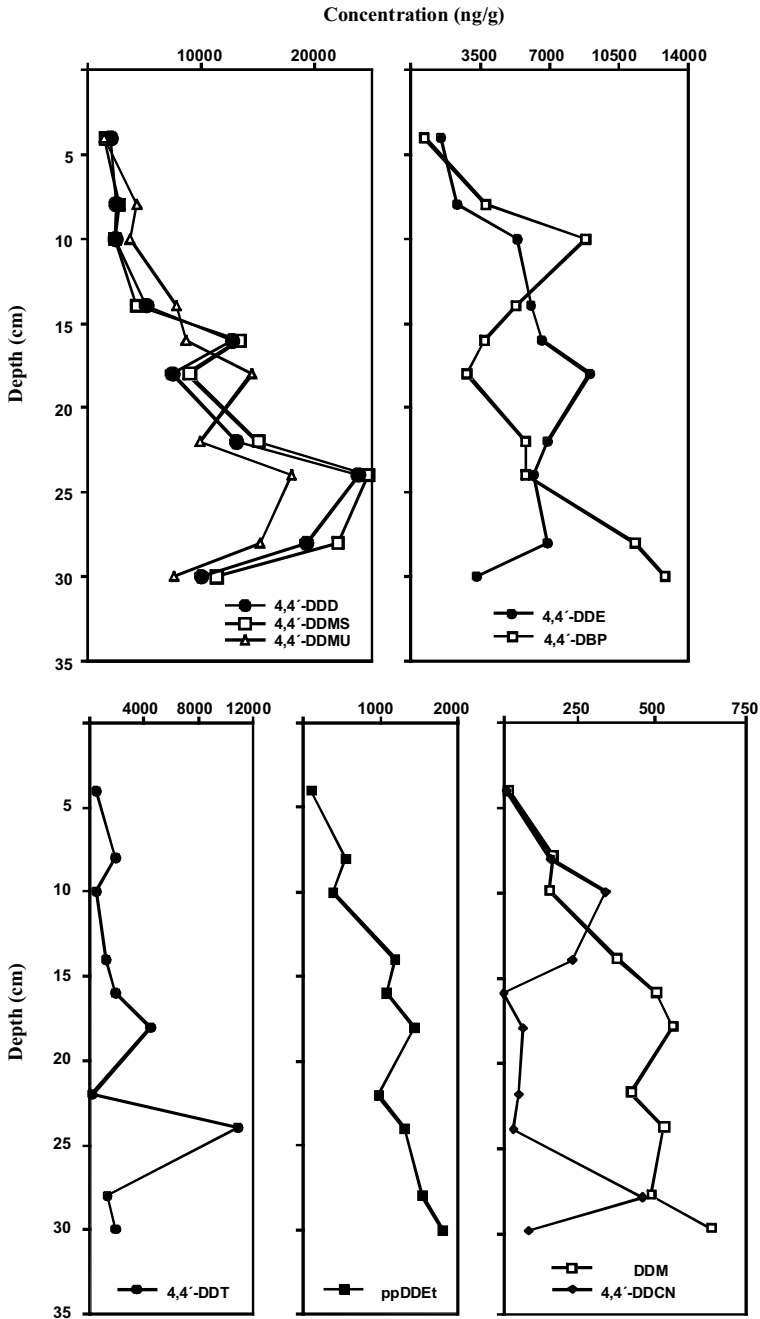 Concentration (ng/g)
10000 20000
3500 7000 10500 14000
Depth (cm)
5
10
15
20
25
30
35
4,4´-DDD
4,4´-DDMS
4,4´-DDMU
4,4´-DDE
4,4´-DBP
4000 8000 12000
1000 2000
250 500 750
Depth (cm)
5
10
15
20
25
30
35
4,4´-DDT
ppDDEt
DDM
4,4´-DDCN